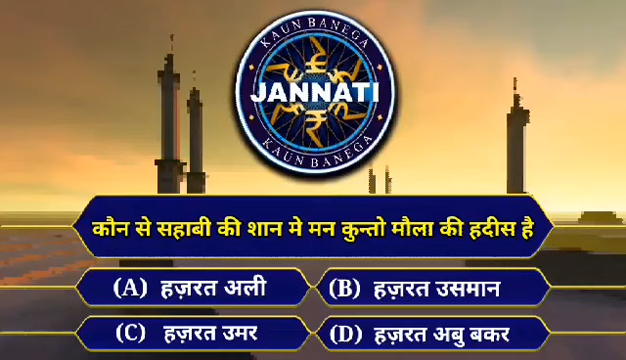 KAUN BANEGA
JANNATI
KAUN BANEGA
कौन से सहाबी की शान मे मन कुन्तो मौला की हदीस है
(A) हज़रत अली
(B) हज़रत उसमान
(C) हज़रत उमर
(D) हज़रत अबु बकर